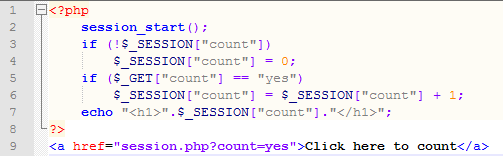 1 <?php
2 session_start();
3 if (!$_SESSION["count"])
4 $_SESSION["count"] = 0;
5 if ($_GET["count"] == "yes")
6 $_SESSION["count"] = $_SESSION["count"] + 1;
7 echo "<h1>".$_SESSION["count"]."</h1>";
8 ?>
9 <a href="session.php?count=yes">Click here to count</a>